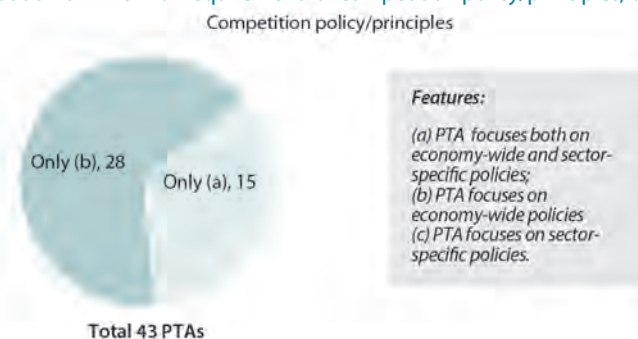 Competition policy/principles
Only (b), 28
Only (a), 15
Total 43 PTAs
Features:
(a) PTA focuses both on
economy-wide and sector-
specific policies;
(b) PTA focuses on
economy-wide policies
(c) PTA focuses on sector-
specific policies.